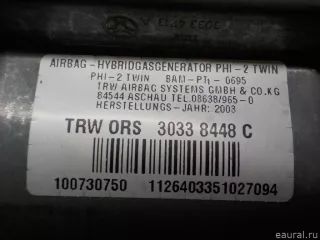 AIRBAG - HYBRIDGASGENERATOR PHI - 2 TWIN
PHI - 2 TWIN BAM - PT1 - 0695
TRW AIRBAG SYSTEMS GMBH & CO.KG
84544 ASCHAU TEL.08638/965-0
HERSTELLUNGS- JAHR: 2003
TRW ORS 3033 8448 C
100730750 1126403351027094
eaural.ru